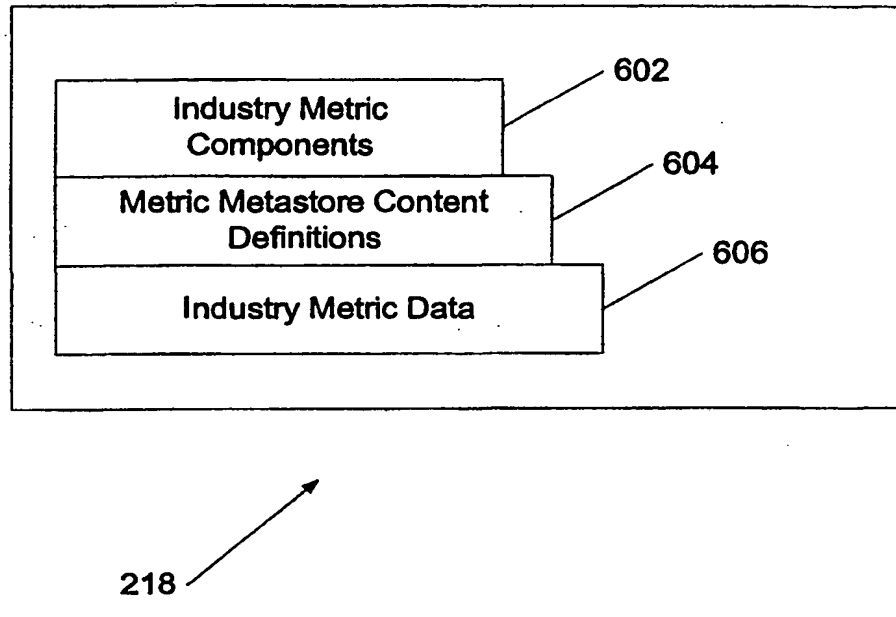 Industry Metric
Components
602
Metric Metastore Content
Definitions
604
Industry Metric Data
606
218